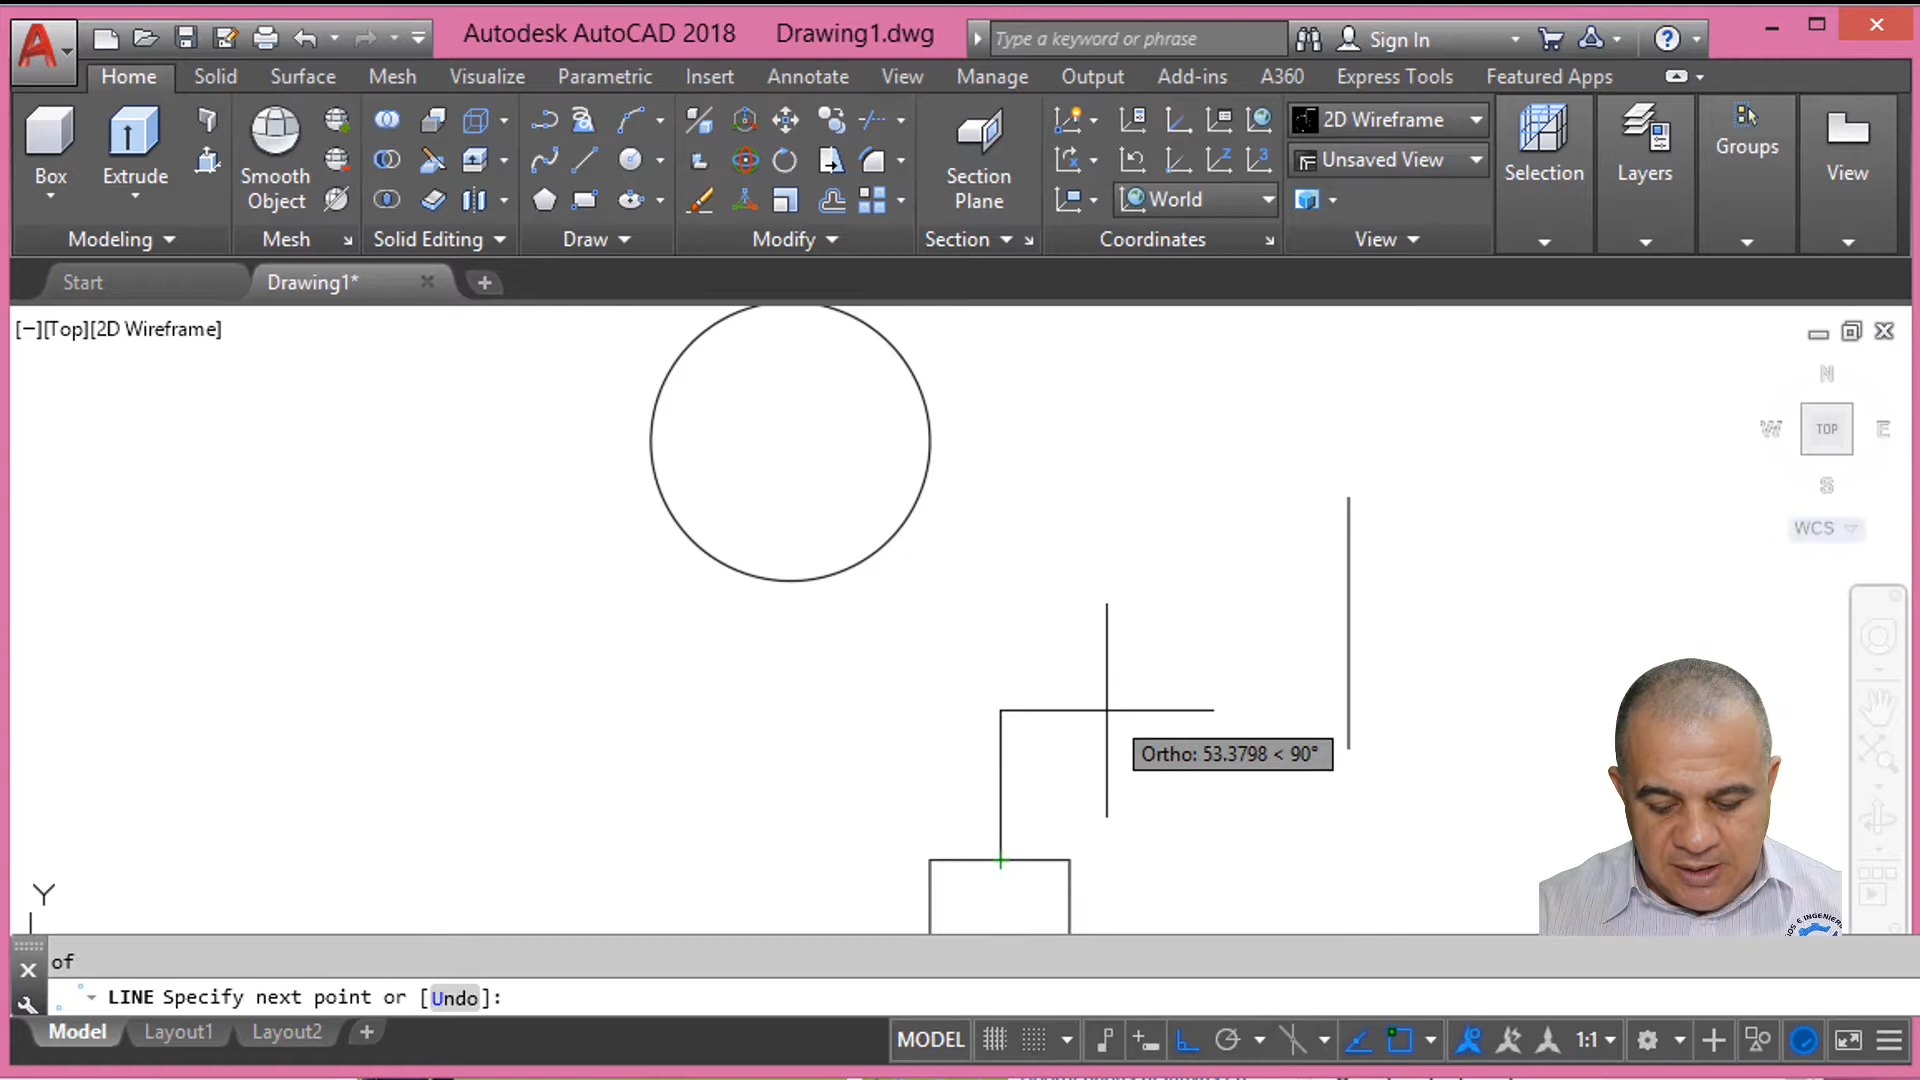 Autodesk AutoCAD 2018 Drawing1.dwg
Type a keyword or phrase
Sign In
Home Solid Surface Mesh Visualize Parametric Insert Annotate View Manage Output Add-ins A360 Express Tools Featured Apps
Box
Extrude
Smooth
Object
Section
Plane
2D Wireframe
Unsaved View
World
Selection
Layers
Groups
View
Modeling
Mesh
Solid Editing
Draw
Modify
Section
Coordinates
View
Start
Drawing1*
[−][Top][2D Wireframe]
N
W
TOP
E
S
WCS
Ortho: 53.3798 < 90°
Y
of
LINE Specify next point or [Undo]:
Model Layout1 Layout2
MODEL
1:1